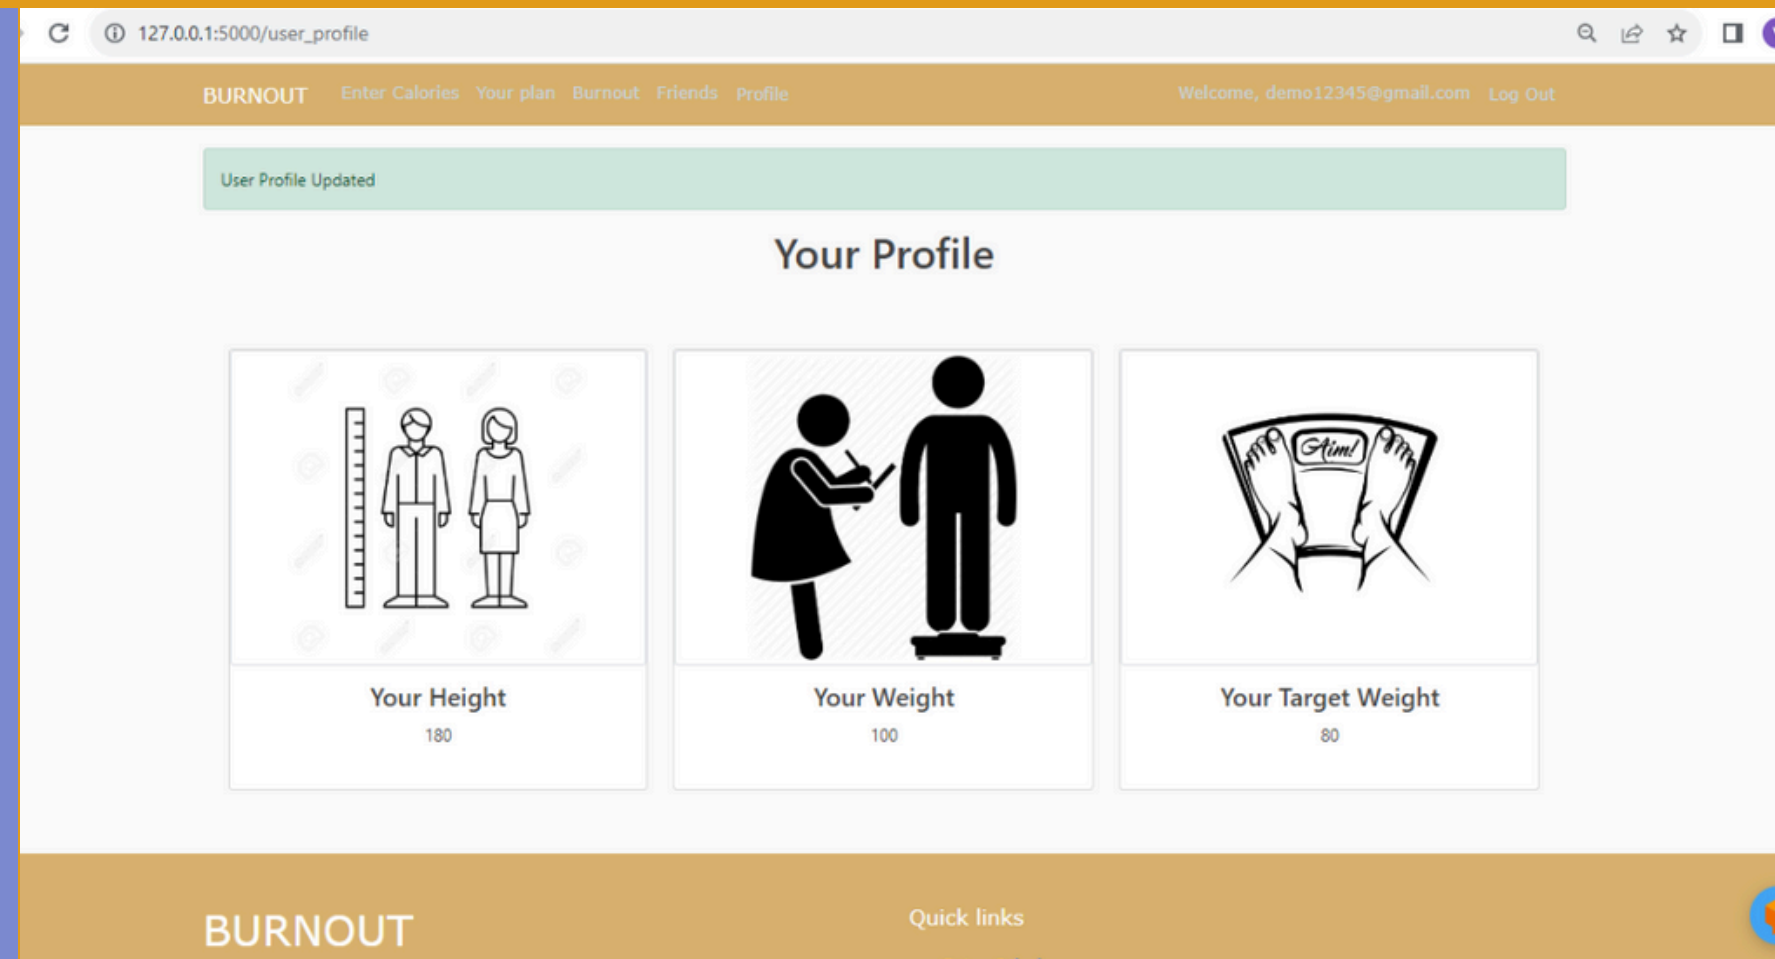 127.0.0.1:5000/user_profile
BURNOUT Enter Calories Your plan Burnout Friends Profile Welcome, demo12345@gmail.com Log Out
User Profile Updated
Your Profile
Aim!
Your Height Your Weight Your Target Weight
180 100 80
BURNOUT Quick links